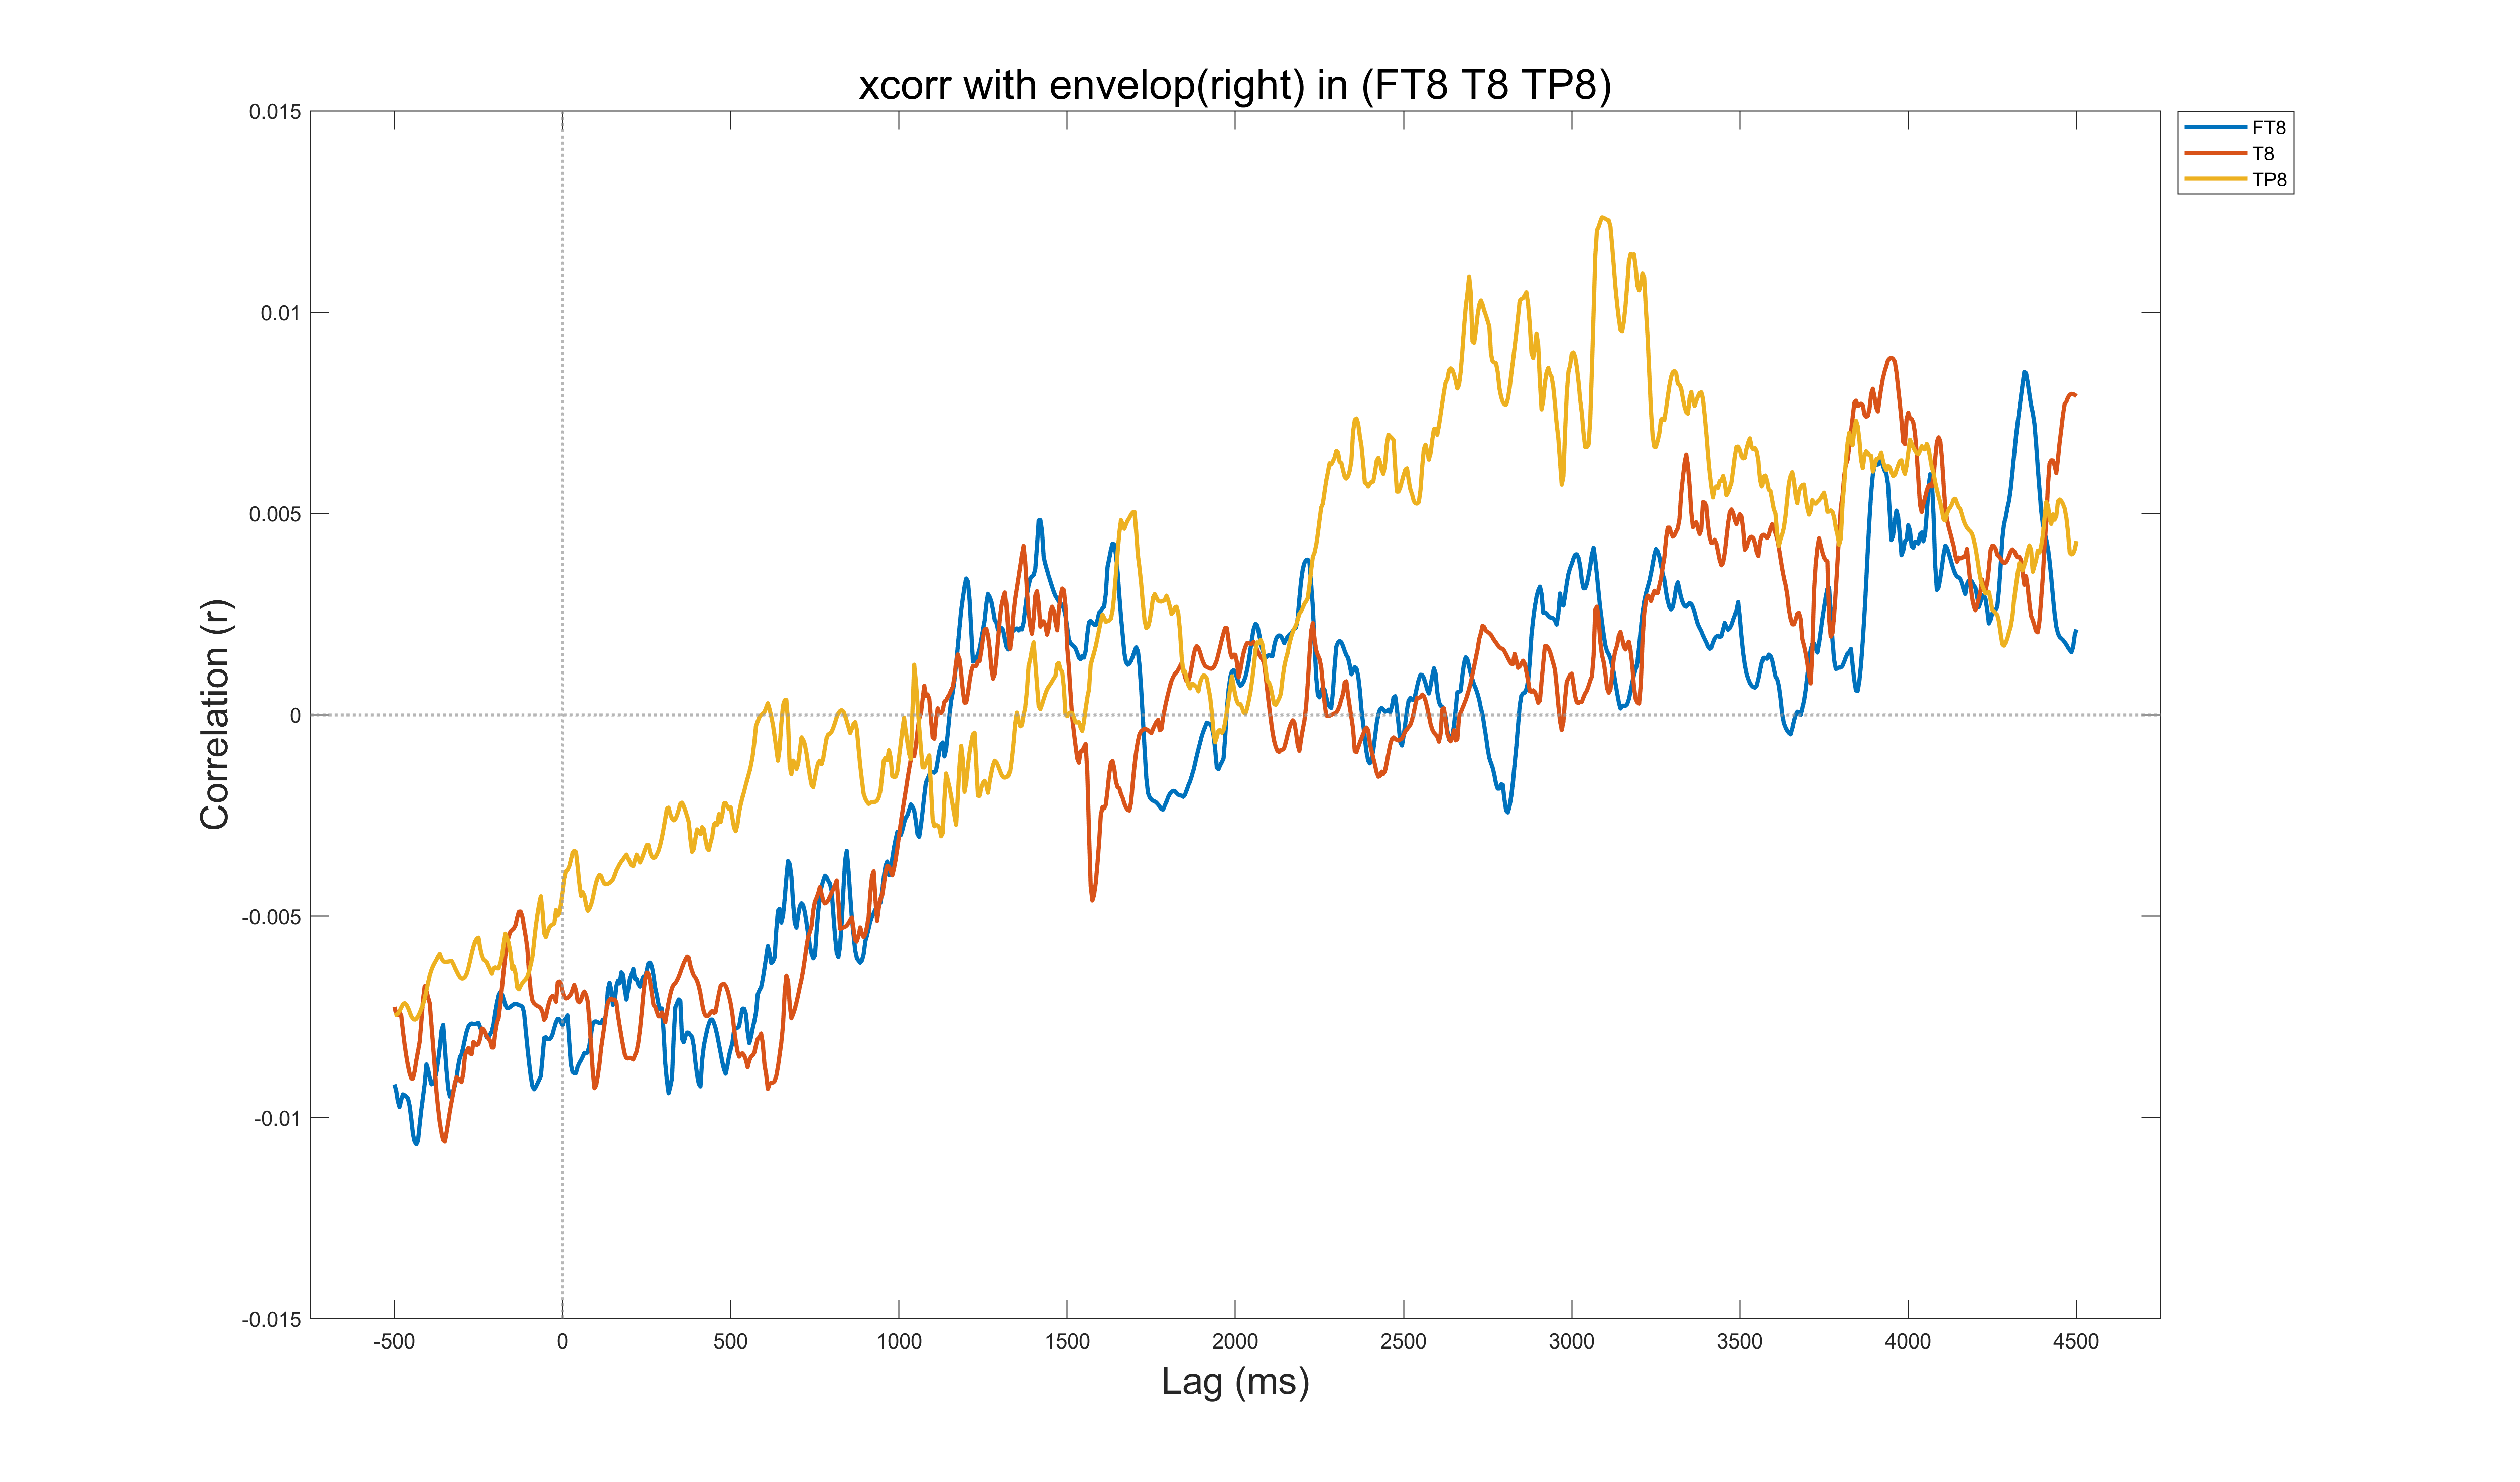 xcorr with envelop(right) in (FT8 T8 TP8)
FT8
T8
TP8
0.015
0.01
0.005
0
-0.005
-0.01
-0.015
Correlation (r)
-500 0 500 1000 1500 2000 2500 3000 3500 4000 4500
Lag (ms)